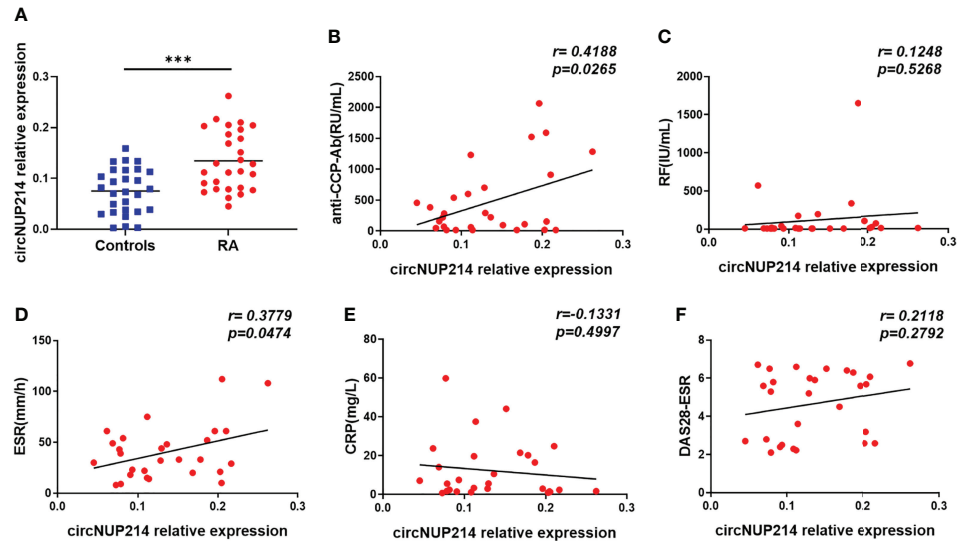 A
***
circNUP214 relative expression
0.3
0.2
0.1
0.0
Controls
RA
B
r= 0.4188
p=0.0265
anti-CCP-Ab(RU/mL)
2500
2000
1500
1000
500
0
0.0
0.1
0.2
0.3
circNUP214 relative expression
C
r= 0.1248
p=0.5268
RF(IU/mL)
2000
1500
1000
500
0
0.0
0.1
0.2
0.3
circNUP214 relative expression
D
r= 0.3779
p=0.0474
ESR(mm/h)
150
100
50
0
0.0
0.1
0.2
0.3
circNUP214 relative expression
E
r=-0.1331
p=0.4997
CRP(mg/L)
80
60
40
20
0
0.0
0.1
0.2
0.3
circNUP214 relative expression
F
r= 0.2118
p=0.2792
DAS28-ESR
8
6
4
2
0
0.0
0.1
0.2
0.3
circNUP214 relative expression